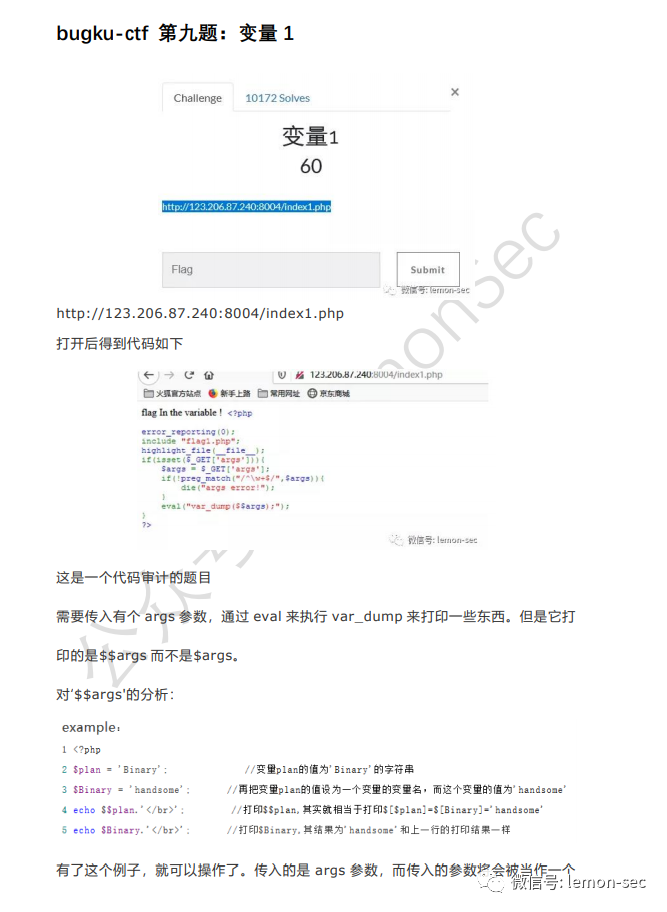 bugku-ctf 第九题：变量 1
Challenge
10172 Solves
×
变量1
60
http://123.206.87.240:8004/index1.php
Flag
Submit
微信号: lemon-sec
http://123.206.87.240:8004/index1.php
打开后得到代码如下
123.206.87.240:8004/index1.php
火狐官方站点 新手上路 常用网址 京东商城
flag In the variable ! <?php
error_reporting(0);
include "flag1.php";
highlight_file(__file__);
if(isset($_GET['args'])){
$args = $_GET['args'];
if(!preg_match("/^\w+$/",$args)){
die("args error!");
}
eval("var_dump($$args);");
}
?>
微信号: lemon-sec
这是一个代码审计的题目
需要传入有个 args 参数，通过 eval 来执行 var_dump 来打印一些东西。但是它打
印的是$$args 而不是$args。
对‘$$args'的分析：
example：
1 <?php
2 $plan = 'Binary'; //变量plan的值为'Binary'的字符串
3 $Binary = 'handsome'; //再把变量plan的值设为一个变量的变量名，而这个变量的值为'handsome'
4 echo $$plan.'</br>'; //打印$$plan,其实就相当于打印$[$plan]=$[Binary]='handsome'
5 echo $Binary.'</br>'; //打印$Binary,其结果为'handsome'和上一行的打印结果一样
有了这个例子，就可以操作了。传入的是 args 参数，而传入的参数将会被当作一个
微信号: lemon-sec